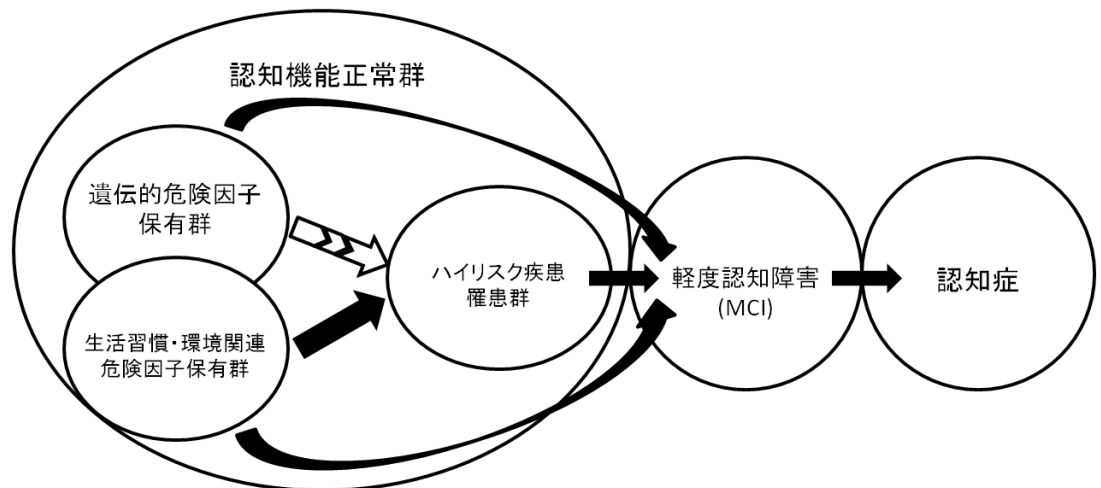 認知機能正常群
遺伝的危険因子
保有群
生活習慣・環境関連
危険因子保有群
ハイリスク疾患
罹患群
軽度認知障害
(MCI)
認知症